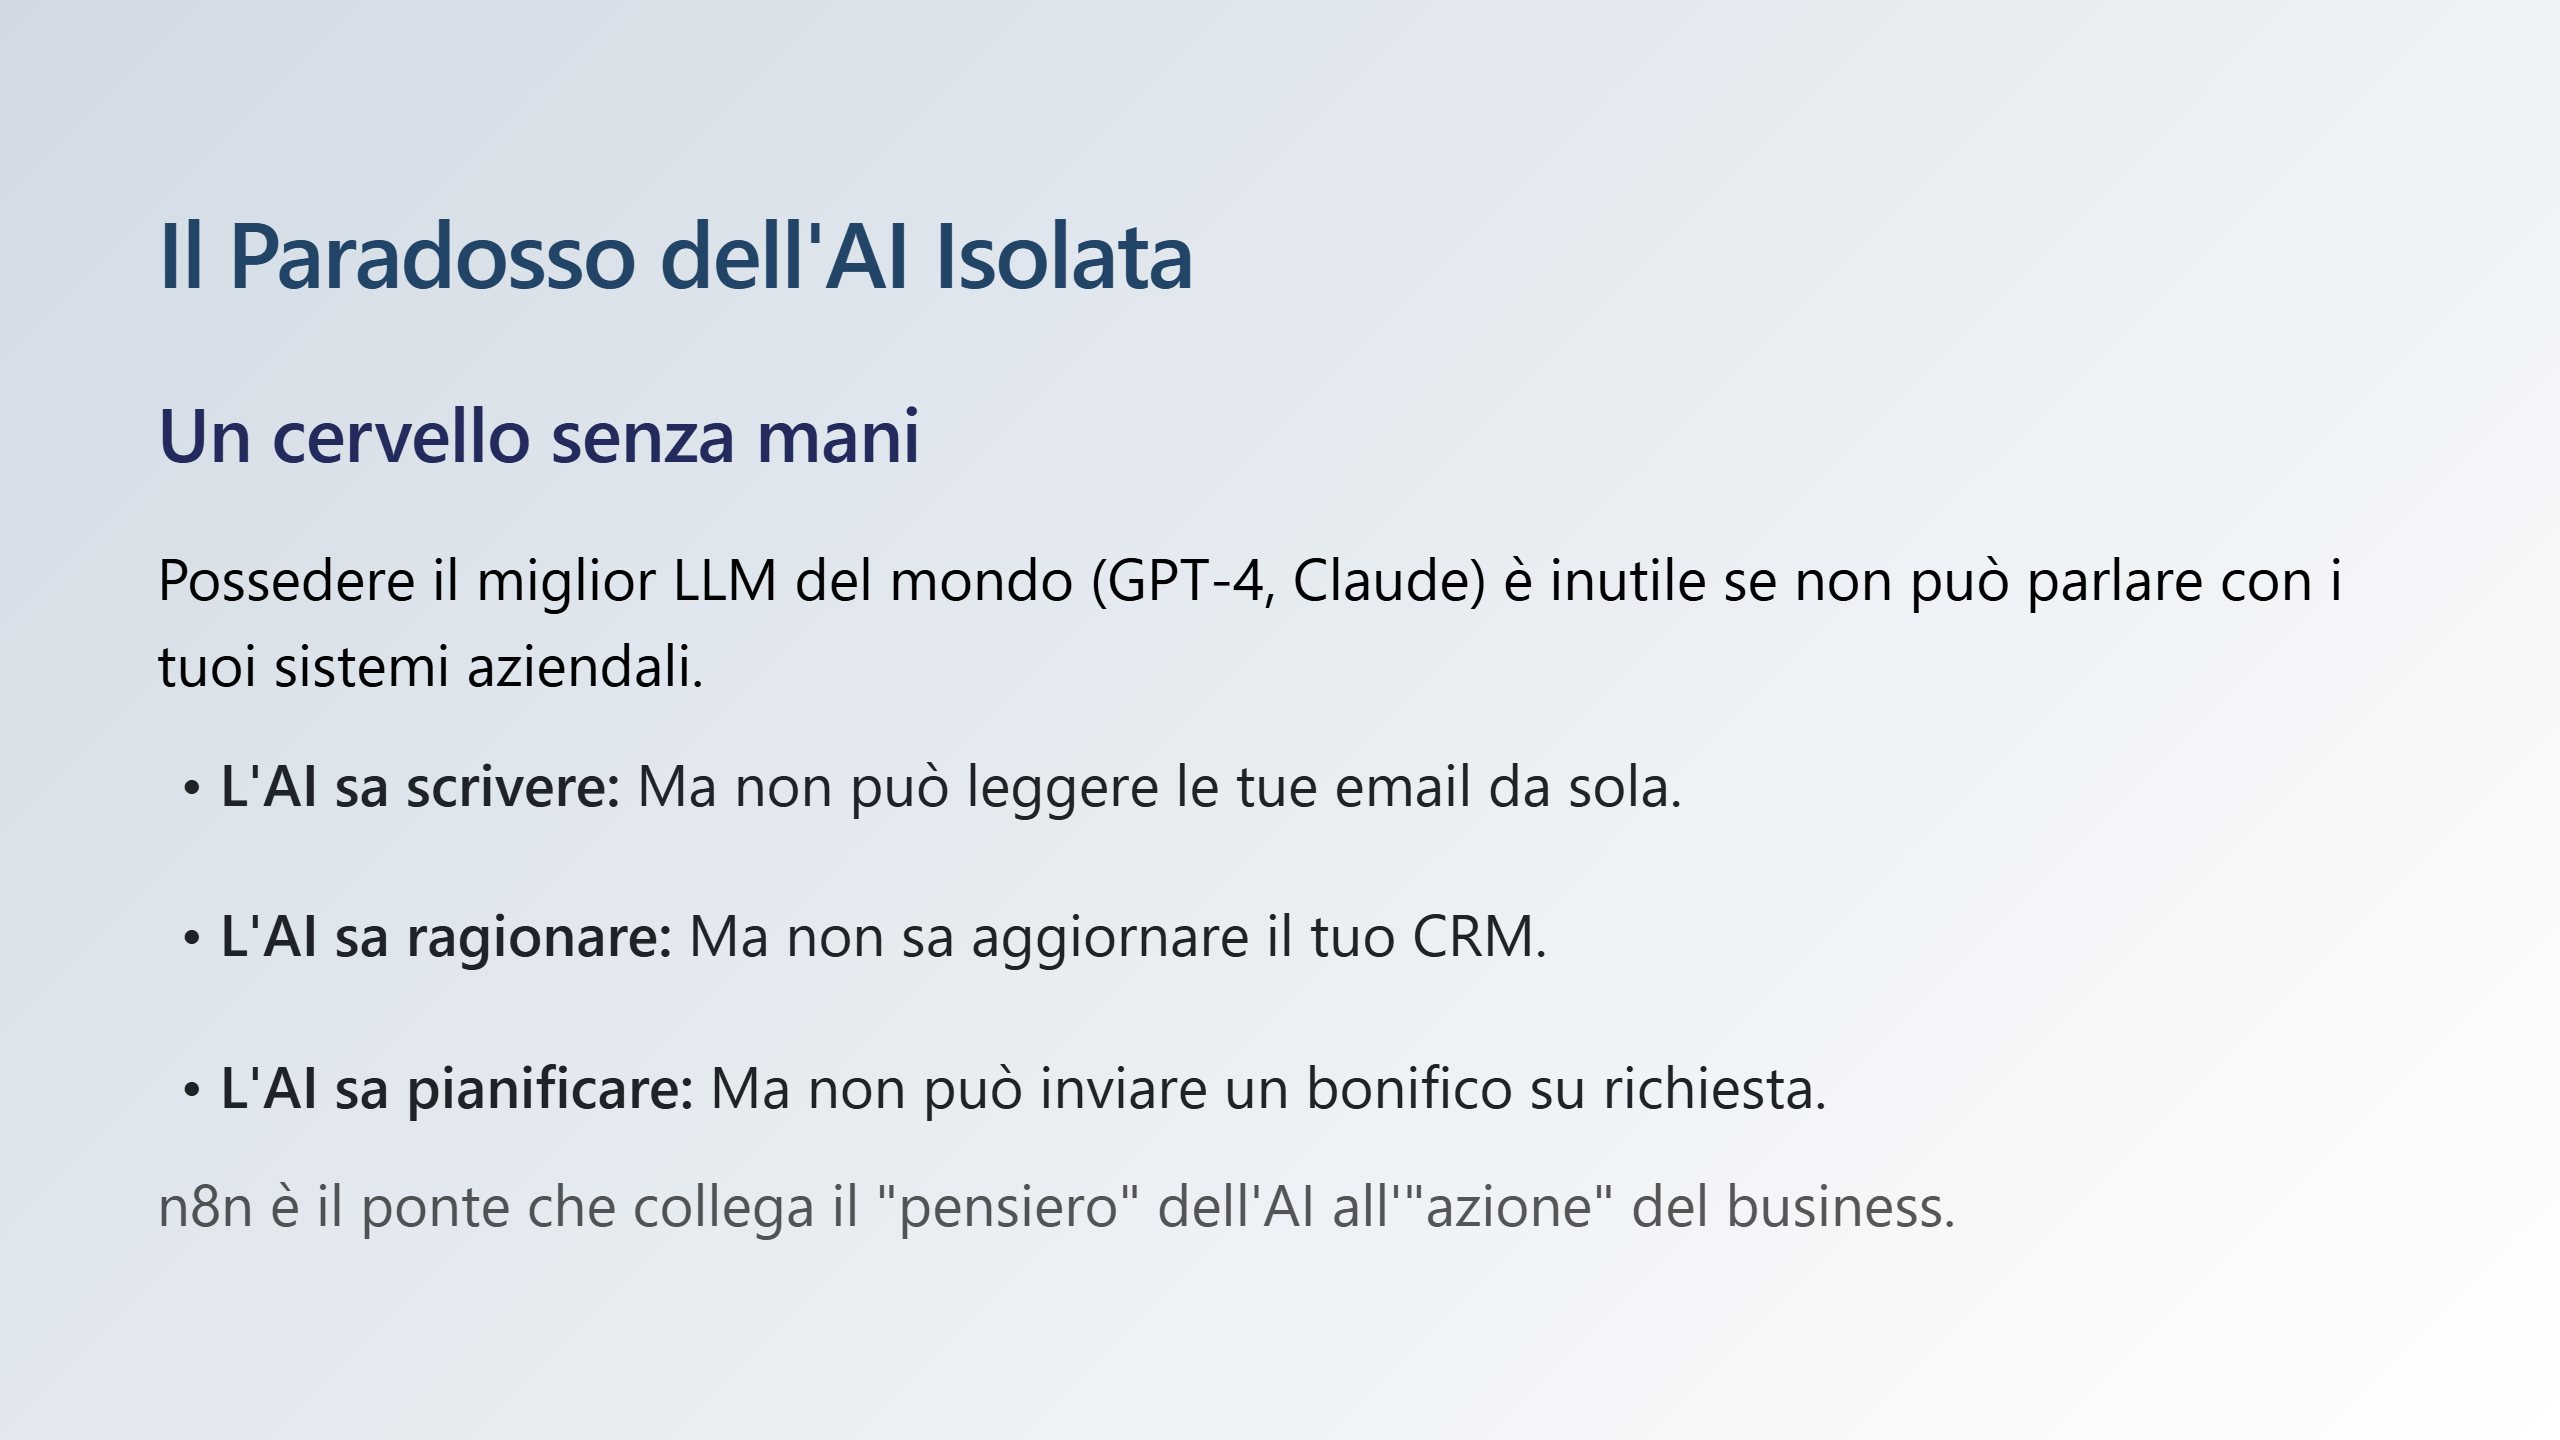 Il Paradosso dell'AI Isolata
Un cervello senza mani
Possedere il miglior LLM del mondo (GPT-4, Claude) è inutile se non può parlare con i
tuoi sistemi aziendali.
• L'AI sa scrivere: Ma non può leggere le tue email da sola.
• L'AI sa ragionare: Ma non sa aggiornare il tuo CRM.
• L'AI sa pianificare: Ma non può inviare un bonifico su richiesta.
n8n è il ponte che collega il "pensiero" dell'AI all'"azione" del business.